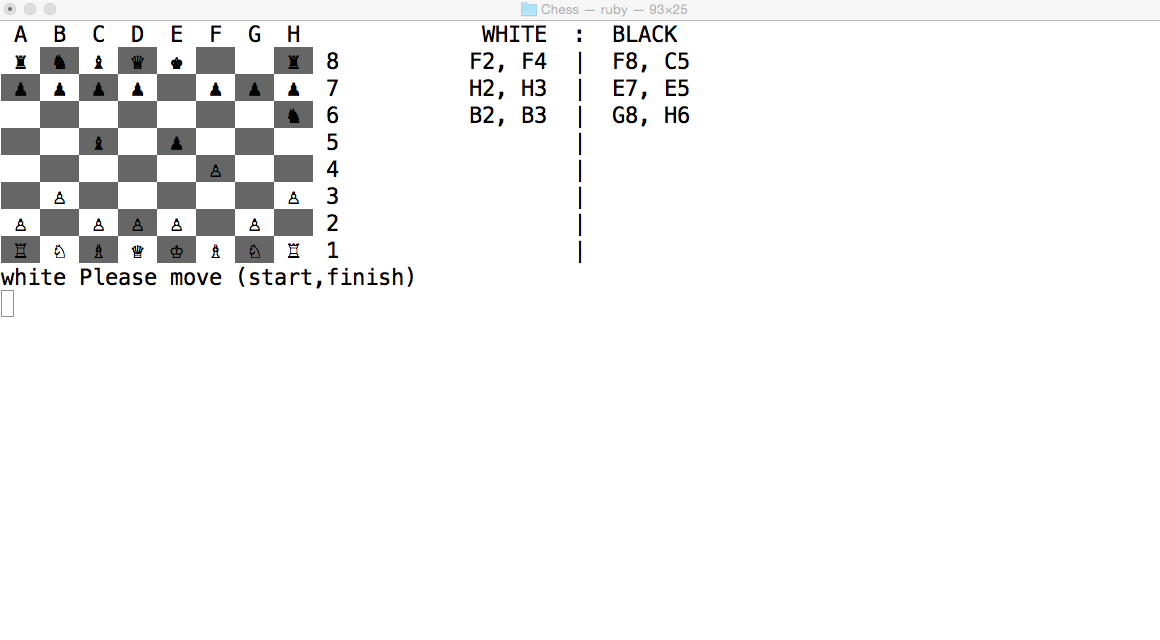 Chess — ruby — 93×25
A B C D E F G H WHITE : BLACK
♜ ♞ ♝ ♛ ♚ ♜ 8 F2, F4 | F8, C5
♟ ♟ ♟ ♟ ♟ ♟ ♟ 7 H2, H3 | E7, E5
♞ 6 B2, B3 | G8, H6
♝ ♟ 5 |
♙ 4 |
♙ ♙ 3 |
♙ ♙ ♙ ♙ ♙ 2 |
♖ ♘ ♗ ♕ ♔ ♗ ♘ ♖ 1 |
white Please move (start,finish)